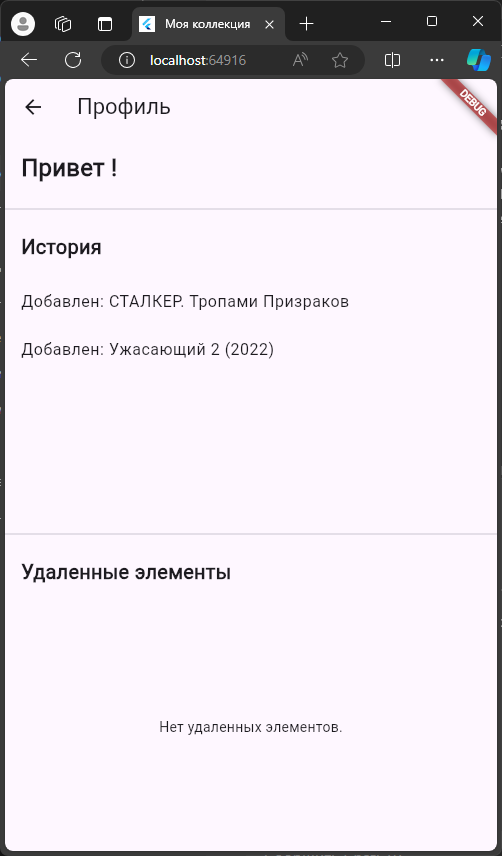 Моя коллекция
localhost:64916
Профиль
DEBUG
Привет !
История
Добавлен: СТАЛКЕР. Тропами Призраков
Добавлен: Ужасающий 2 (2022)
Удаленные элементы
Нет удаленных элементов.